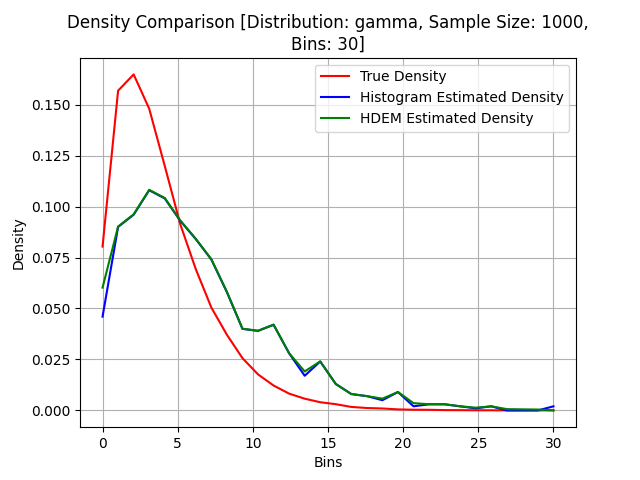 Density Comparison [Distribution: gamma, Sample Size: 1000,
Bins: 30]
True Density
Histogram Estimated Density
HDEM Estimated Density
Density
0.150
0.125
0.100
0.075
0.050
0.025
0.000
0 5 10 15 20 25 30
Bins